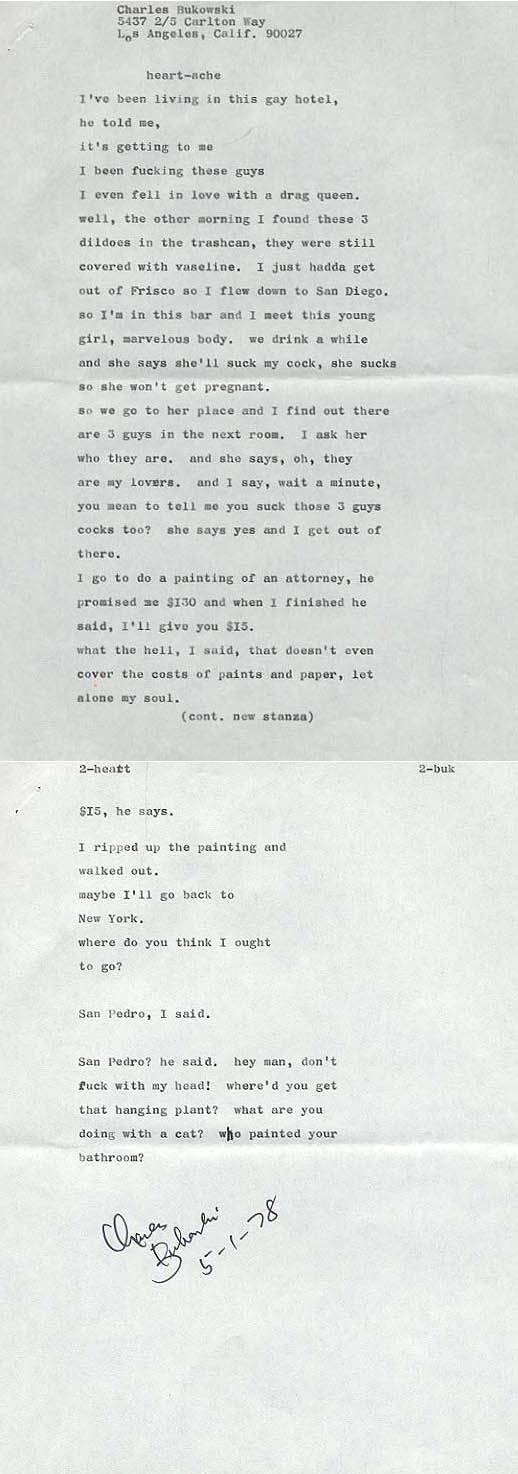 Charles Bukowski
5437 2/5 Carlton Way
Los Angeles, Calif. 90027
heart-ache
I've been living in this gay hotel,
he told me,
it's getting to me
I been fucking these guys
I even fell in love with a drag queen.
well, the other morning I found these 3
dildoes in the trashcan, they were still
covered with vaseline.  I just hadda get
out of Frisco so I flew down to San Diego.
so I'm in this bar and I meet this young
girl, marvelous body.  we drink a while
and she says she'll suck my cock, she sucks
so she won't get pregnant.
so we go to her place and I find out there
are 3 guys in the next room.  I ask her
who they are.  and she says, oh, they
are my lovers.  and I say, wait a minute,
you mean to tell me you suck those 3 guys
cocks too?  she says yes and I get out of
there.
I go to do a painting of an attorney, he
promised me $I30 and when I finished he
said, I'll give you $I5.
what the hell, I said, that doesn't even
cover the costs of paints and paper, let
alone my soul.
(cont. new stanza)
2-heart 2-buk
$I5, he says.
I ripped up the painting and
walked out.
maybe I'll go back to
New York.
where do you think I ought
to go?
San Pedro, I said.
San Pedro? he said.  hey man, don't
fuck with my head!  where'd you get
that hanging plant?  what are you
doing with a cat?  who painted your
bathroom?
Charles
Bukowski
5-1-78